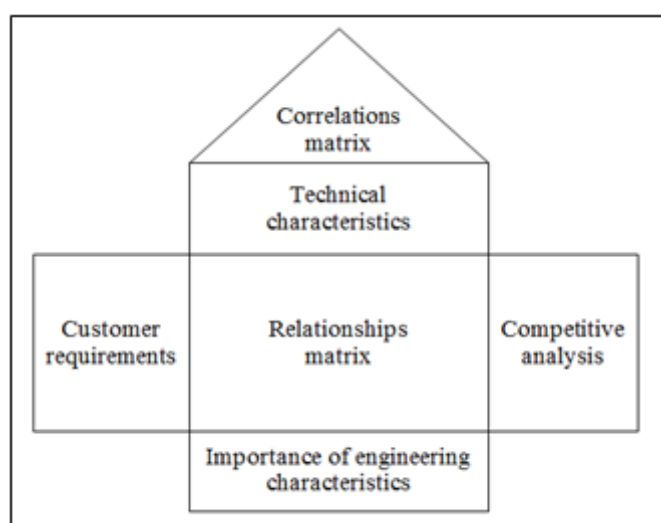 Correlations
matrix
Technical
characteristics
Customer
requirements
Relationships
matrix
Competitive
analysis
Importance of engineering
characteristics